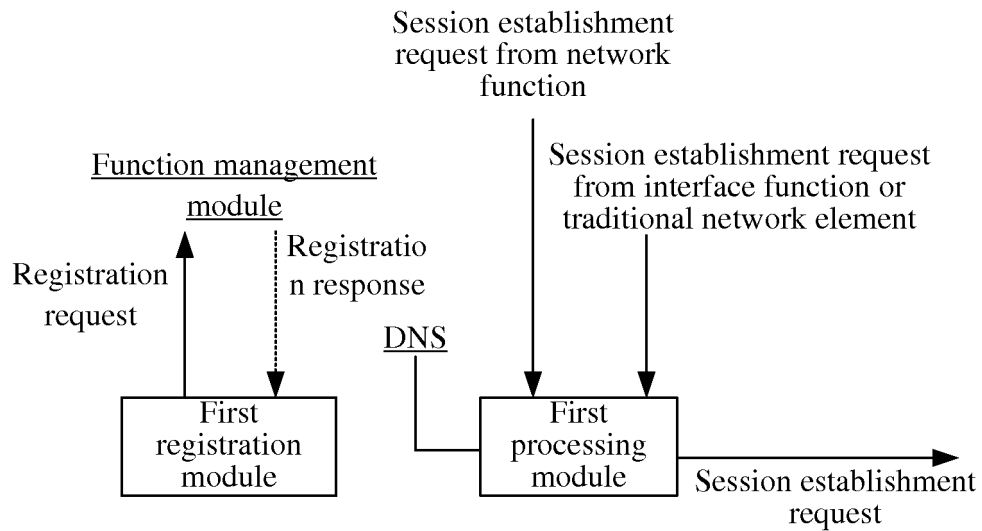 Session establishment
request from network
function
Session establishment request
from interface function or
traditional network element
Function management
module
Registratio
n response
Registration
request
DNS
First
registration
module
First
processing
module
Session establishment
request